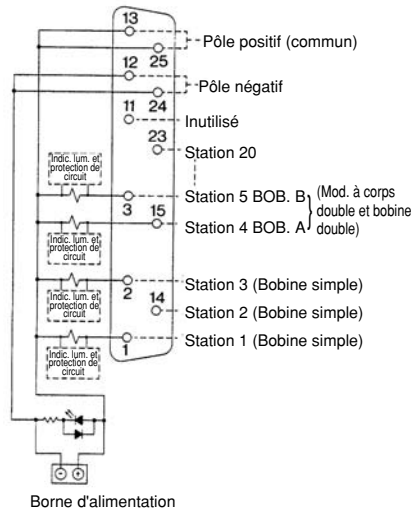 13
Pôle positif (commun)
25
12
Pôle négatif
24
11
Inutilisé
23
Station 20
Indic. lum. et
protection de
circuit
Station 5 BOB. B
(Mod. à corps
double et bobine
double)
3
15
Station 4 BOB. A
Indic. lum. et
protection de
circuit
Station 3 (Bobine simple)
2
14
Indic. lum. et
protection de
circuit
Station 2 (Bobine simple)
Station 1 (Bobine simple)
1
Indic. lum. et
protection de
circuit
- +
Borne d'alimentation